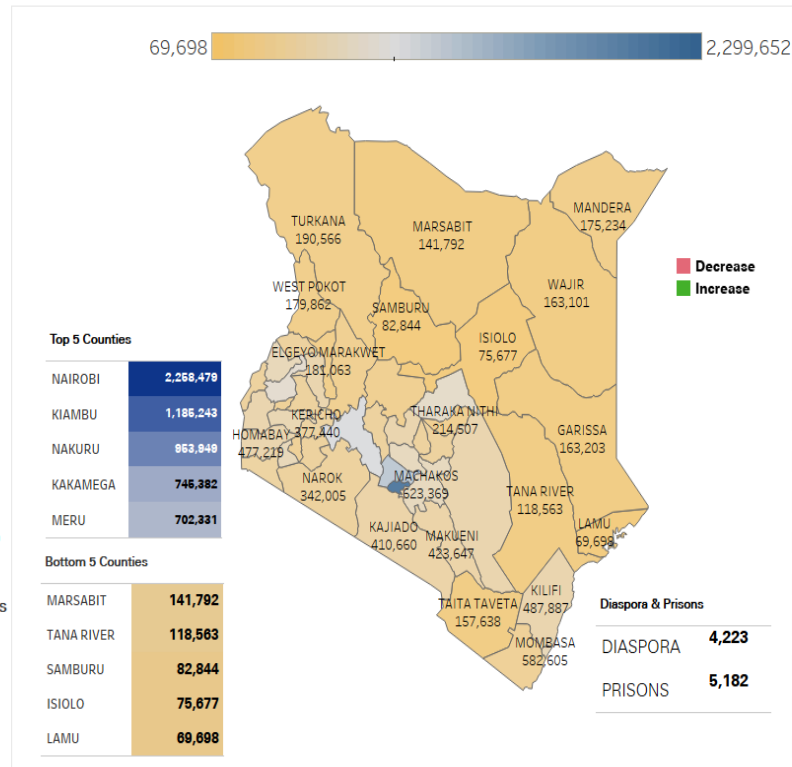 69,698
2,299,652
MANDERA
175,234
TURKANA
190,566
MARSABIT
141,792
Decrease
Increase
WAJIR
163,101
WEST POKOT
179,862
SAMBURU
82,844
ISIOLO
75,677
ELGEYO MARAKWET
181,063
KERICHO
377,440
THARAKA NITHI
214,507
GARISSA
163,203
HOMABAY
477,219
NAROK
342,005
MACHAKOS
623,369
TANA RIVER
118,563
LAMU
69,698
KAJIADO
410,660
MAKUENI
423,647
KILIFI
487,887
TAITA TAVETA
157,638
MOMBASA
582,605
Top 5 Counties
NAIROBI 2,258,479
KIAMBU 1,185,243
NAKURU 953,949
KAKAMEGA 745,382
MERU 702,331
Bottom 5 Counties
MARSABIT 141,792
TANA RIVER 118,563
SAMBURU 82,844
ISIOLO 75,677
LAMU 69,698
Diaspora & Prisons
DIASPORA 4,223
PRISONS 5,182